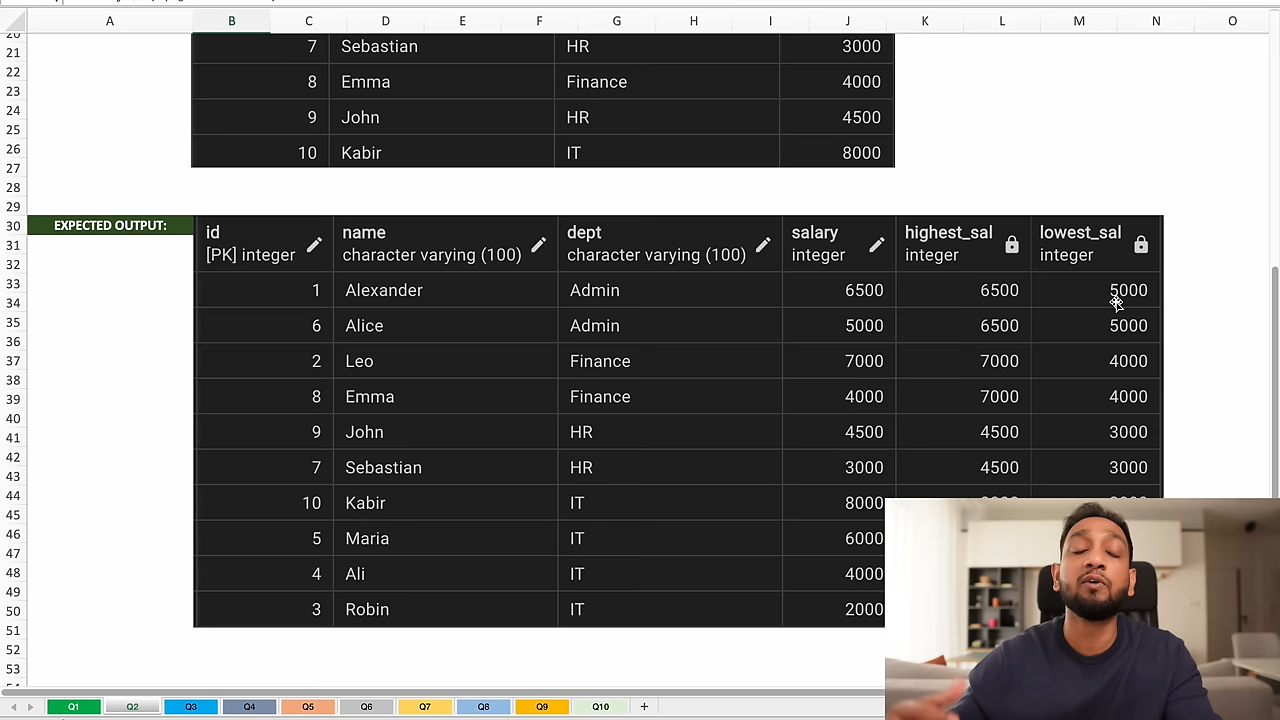 A B C D E F G H I J K L M N O
21 7 Sebastian HR 3000
22
23 8 Emma Finance 4000
24
25 9 John HR 4500
26 10 Kabir IT 8000
27
28
29
30 EXPECTED OUTPUT: id name dept salary highest_sal lowest_sal
31 [PK] integer character varying (100) character varying (100) integer integer integer
32
33 1 Alexander Admin 6500 6500 5000
34
35 6 Alice Admin 5000 6500 5000
36
37 2 Leo Finance 7000 7000 4000
38
39 8 Emma Finance 4000 7000 4000
40
41 9 John HR 4500 4500 3000
42
43 7 Sebastian HR 3000 4500 3000
44 10 Kabir IT 8000
45
46 5 Maria IT 6000
47
48 4 Ali IT 4000
49
50 3 Robin IT 2000
51
52
53
Q1 Q2 Q3 Q4 Q5 Q6 Q7 Q8 Q9 Q10 +